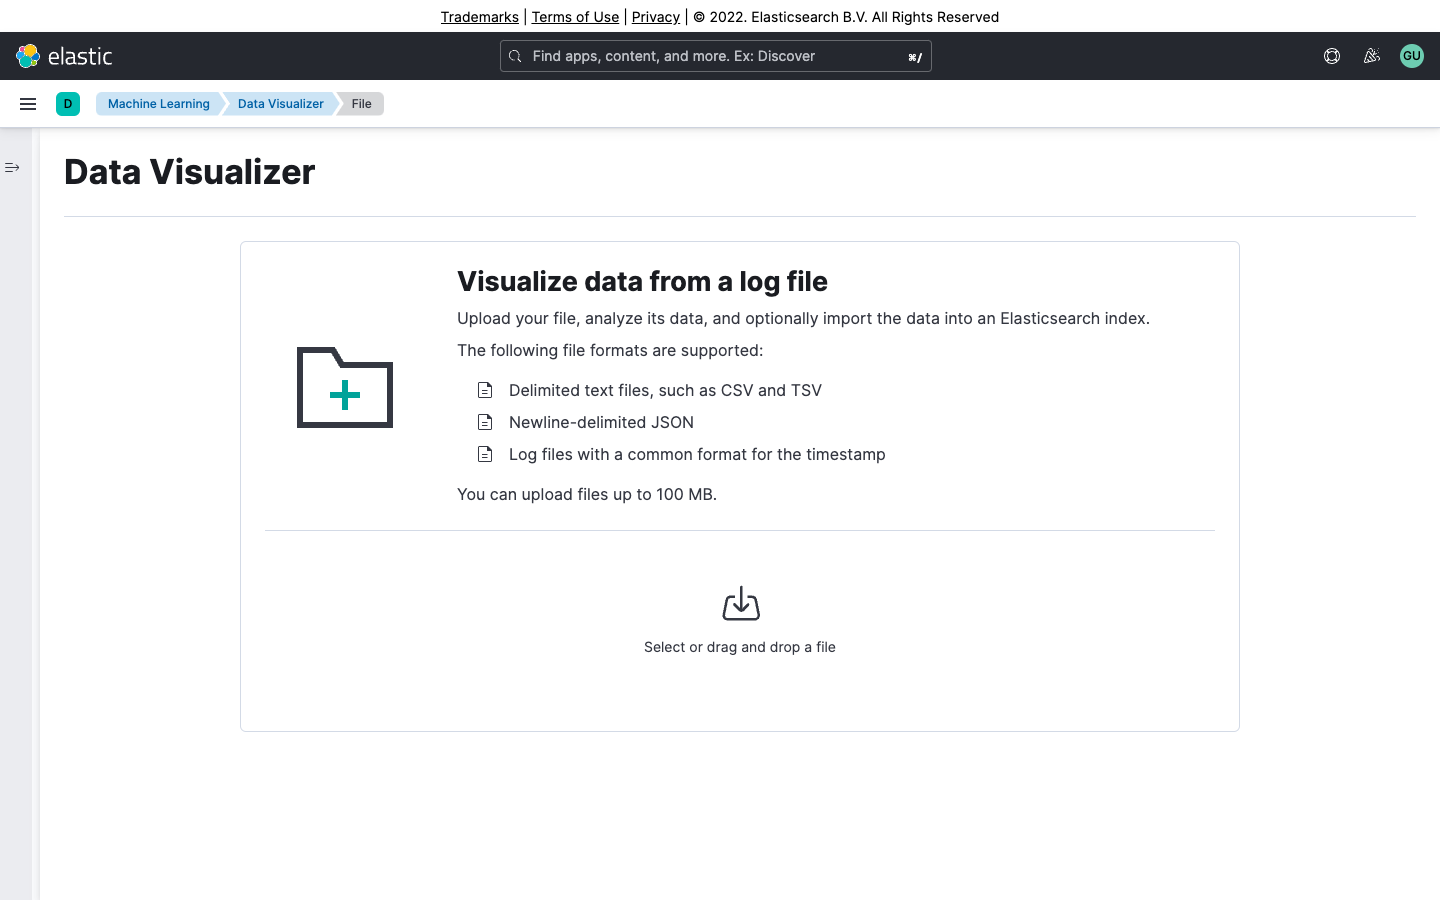 Trademarks | Terms of Use | Privacy | © 2022. Elasticsearch B.V. All Rights Reserved
elastic
Find apps, content, and more. Ex: Discover
⌘/
GU
D
Machine Learning
Data Visualizer
File
Data Visualizer
Visualize data from a log file
Upload your file, analyze its data, and optionally import the data into an Elasticsearch index.
The following file formats are supported:
Delimited text files, such as CSV and TSV
Newline-delimited JSON
Log files with a common format for the timestamp
You can upload files up to 100 MB.
Select or drag and drop a file